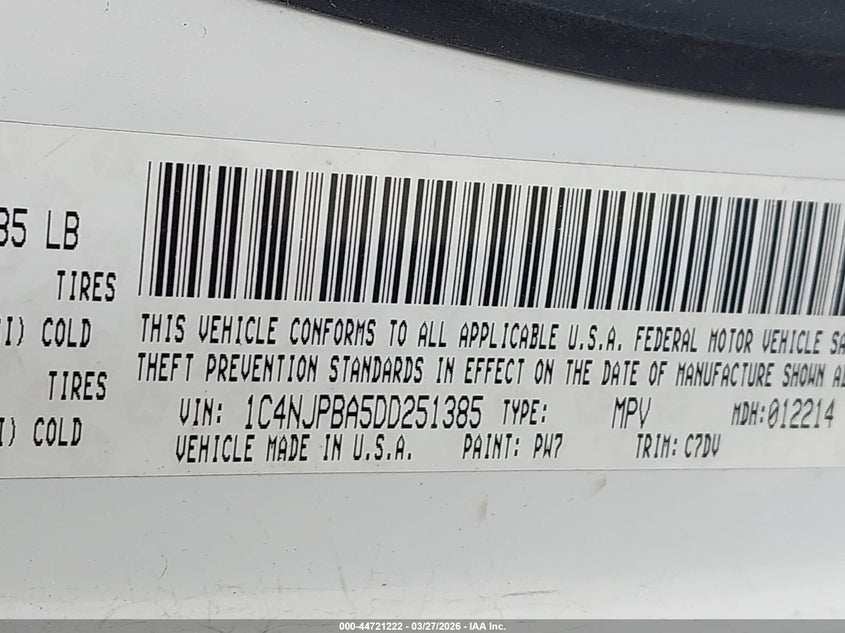 85 LB
TIRES
I) COLD
THIS VEHICLE CONFORMS TO ALL APPLICABLE U.S.A. FEDERAL MOTOR VEHICLE SA
THEFT PREVENTION STANDARDS IN EFFECT ON THE DATE OF MANUFACTURE SHOWN A
TIRES
VIN: 1C4NJPBA5DD251385 TYPE: MPV MDH:012214
I) COLD
VEHICLE MADE IN U.S.A. PAINT: PW7 TRIM: C7DV
000-44721222 - 03/27/2026 - IAA Inc.